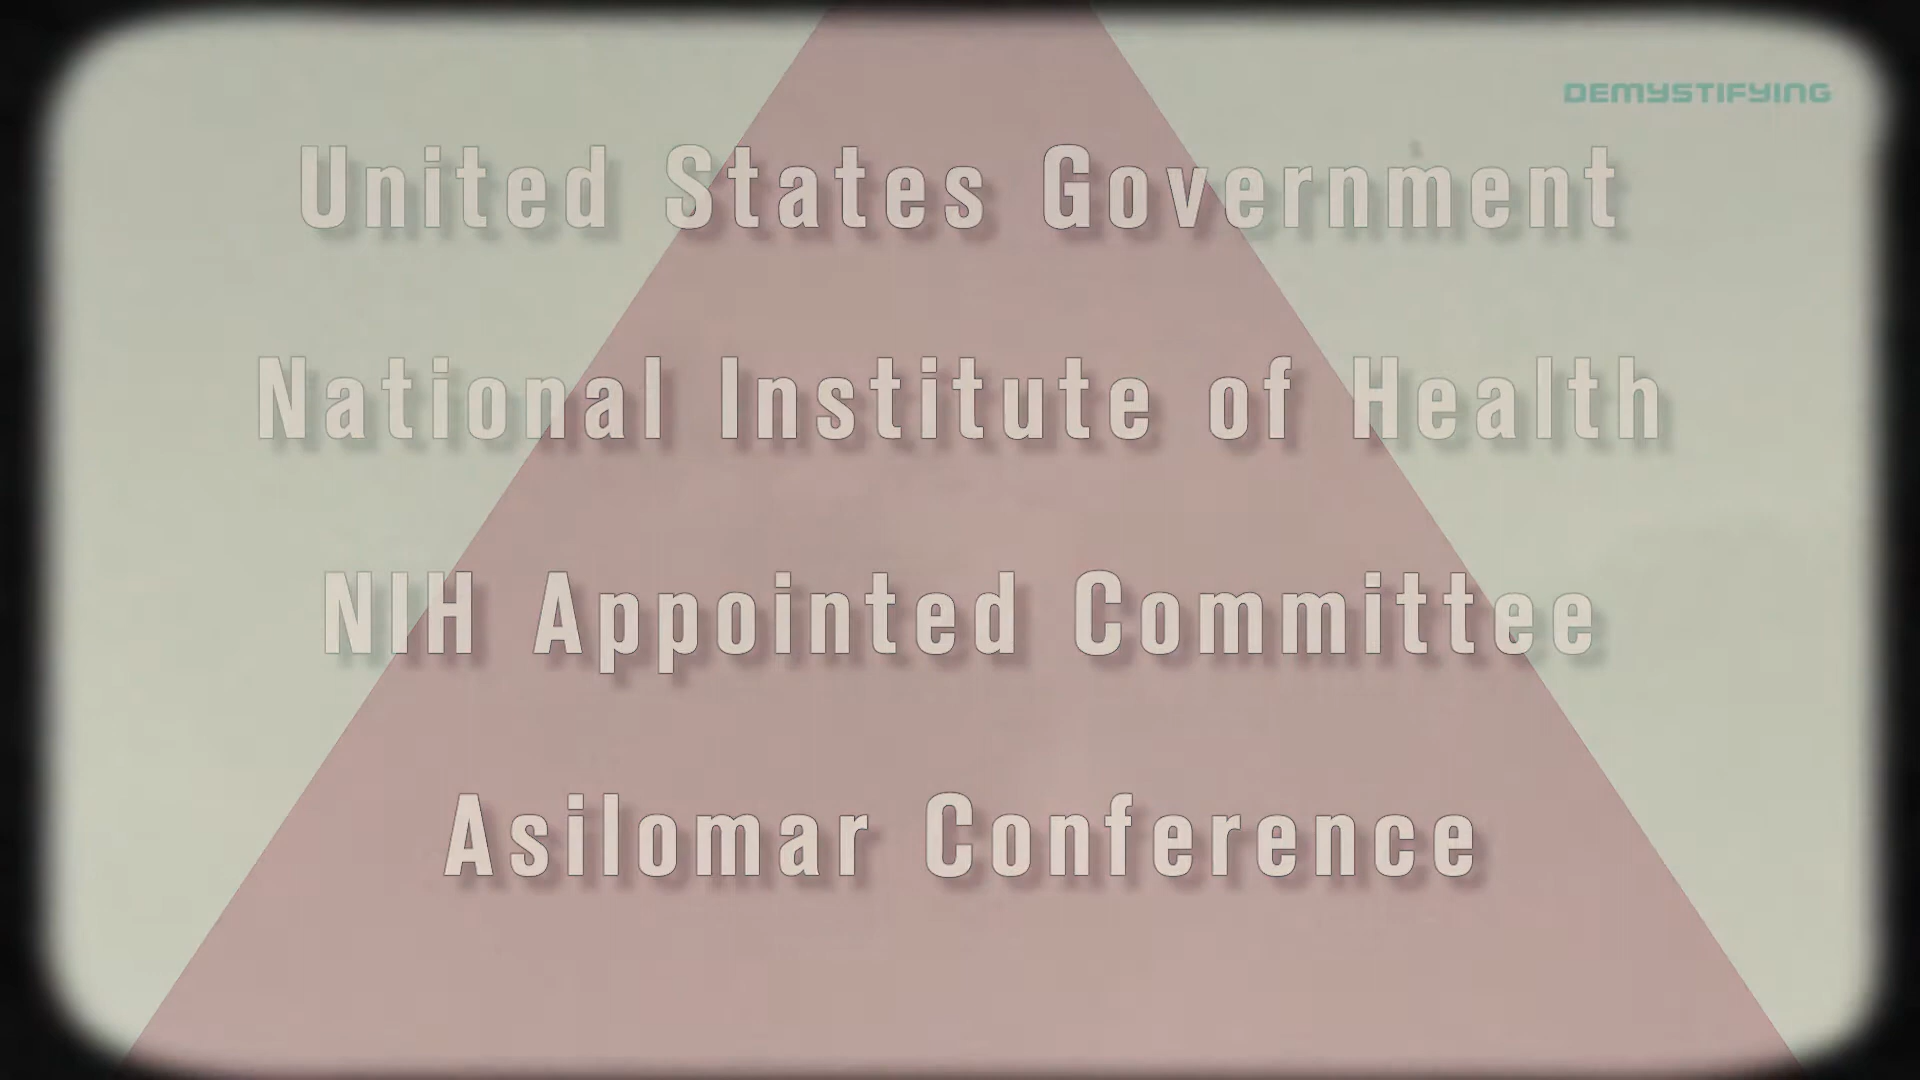 DEMYSTIFYING
United States Government
National Institute of Health
NIH Appointed Committee
Asilomar Conference